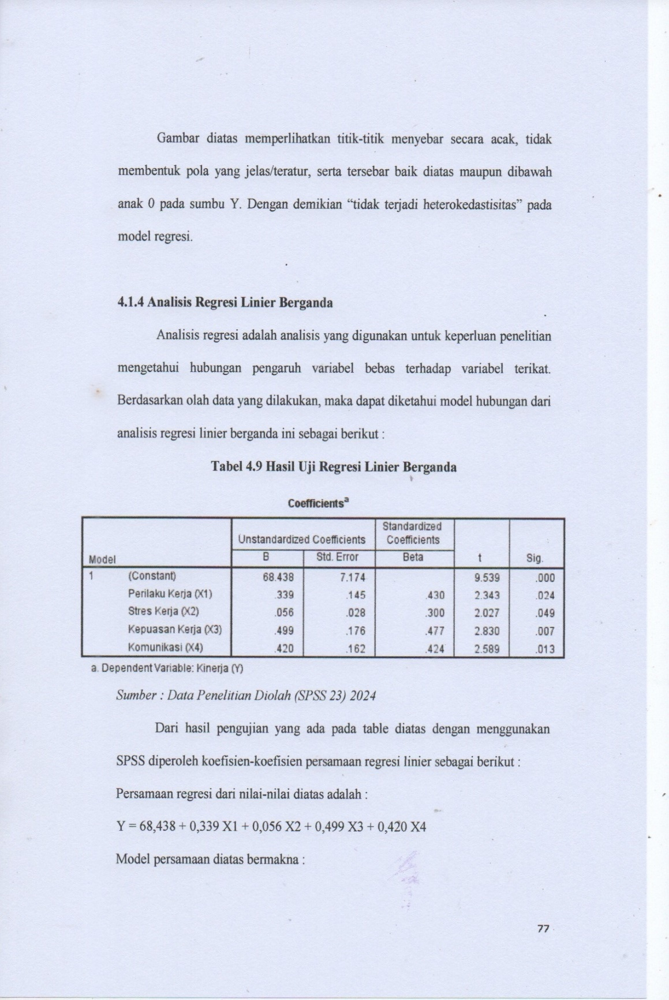 Gambar diatas memperlihatkan titik-titik menyebar secara acak, tidak
membentuk pola yang jelas/teratur, serta tersebar baik diatas maupun dibawah
anak 0 pada sumbu Y. Dengan demikian “tidak terjadi heterokedastisitas” pada
model regresi.
4.1.4 Analisis Regresi Linier Berganda
Analisis regresi adalah analisis yang digunakan untuk keperluan penelitian
mengetahui hubungan pengaruh variabel bebas terhadap variabel terikat.
Berdasarkan olah data yang dilakukan, maka dapat diketahui model hubungan dari
analisis regresi linier berganda ini sebagai berikut :
Tabel 4.9 Hasil Uji Regresi Linier Berganda
Coefficientsᵃ
Model Unstandardized Coefficients Standardized Coefficients t Sig.
B Std. Error Beta
1 (Constant) 68.438 7.174 9.539 .000
Perilaku Kerja (X1) .339 .145 .430 2.343 .024
Stres Kerja (X2) .056 .028 .300 2.027 .049
Kepuasan Kerja (X3) .499 .176 .477 2.830 .007
Komunikasi (X4) .420 .162 .424 2.589 .013
a. Dependent Variable: Kinerja (Y)
Sumber : Data Penelitian Diolah (SPSS 23) 2024
Dari hasil pengujian yang ada pada table diatas dengan menggunakan
SPSS diperoleh koefisien-koefisien persamaan regresi linier sebagai berikut :
Persamaan regresi dari nilai-nilai diatas adalah :
Y = 68,438 + 0,339 X1 + 0,056 X2 + 0,499 X3 + 0,420 X4
Model persamaan diatas bermakna :
77